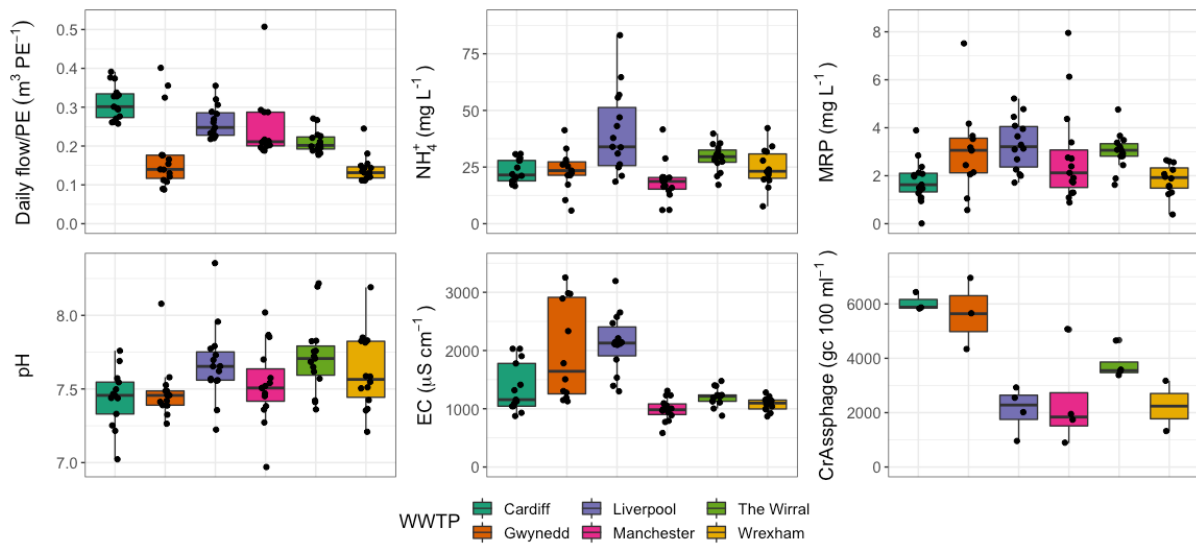 Daily flow/PE (m³ PE⁻¹)
0.5
0.4
0.3
0.2
0.1
0.0
NH₄⁺ (mg L⁻¹)
75
50
25
0
MRP (mg L⁻¹)
8
6
4
2
0
pH
8.0
7.5
7.0
EC (μS cm⁻¹)
3000
2000
1000
0
CrAssphage (gc 100 ml⁻¹)
6000
4000
2000
0
WWTP
Cardiff Liverpool The Wirral
Gwynedd Manchester Wrexham